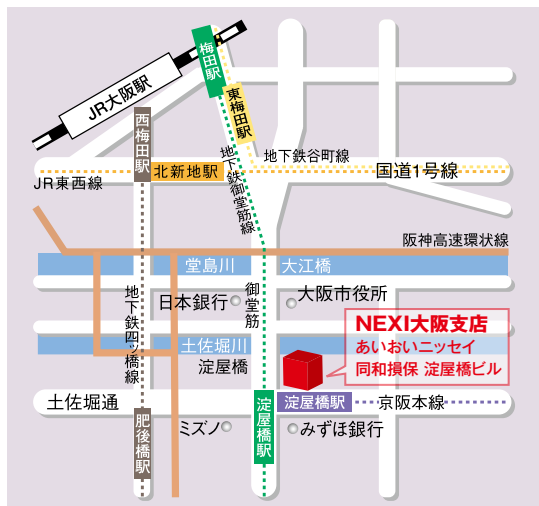 梅田駅
JR大阪駅
東梅田駅
西梅田駅
地下鉄御堂筋線
地下鉄谷町線
北新地駅
国道1号線
JR東西線
阪神高速環状線
堂島川
大江橋
地下鉄四ッ橋線
御堂筋
日本銀行
大阪市役所
NEXI大阪支店
あいおいニッセイ
同和損保 淀屋橋ビル
土佐堀川
淀屋橋
土佐堀通
淀屋橋駅
淀屋橋駅
京阪本線
肥後橋駅
ミズノ
みずほ銀行